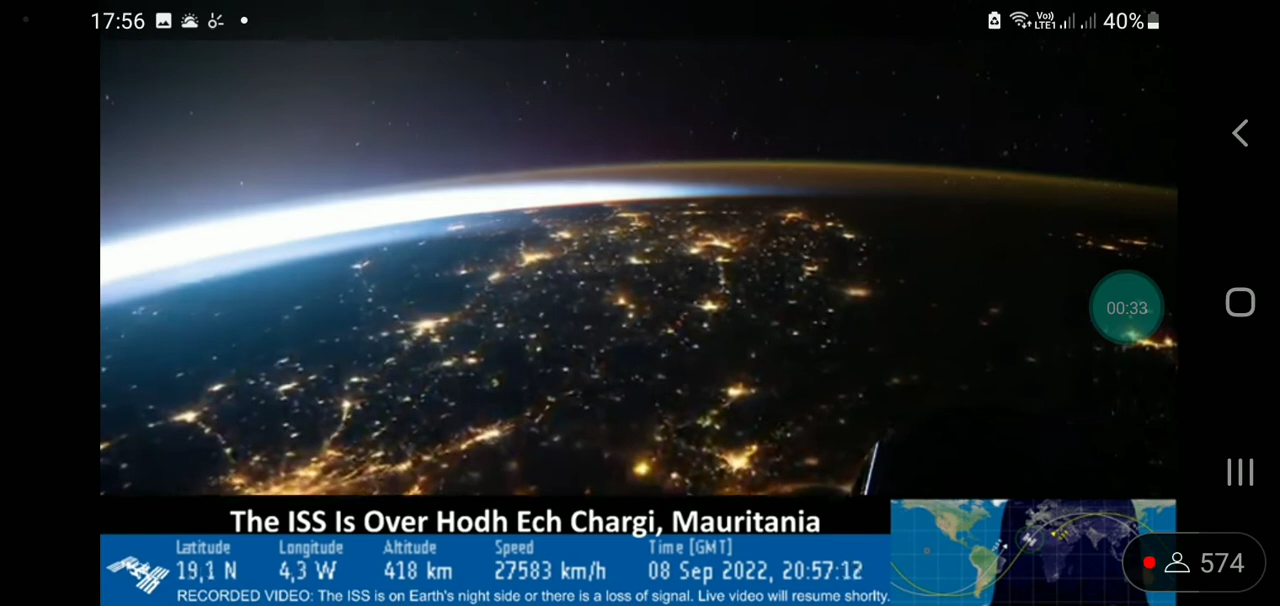 17:56
Vo)) LTE1 40%
00:33
The ISS Is Over Hodh Ech Chargi, Mauritania
Latitude Longitude Altitude Speed Time [GMT]
19,1 N 4,3 W 418 km 27583 km/h 08 Sep 2022, 20:57:12
RECORDED VIDEO: The ISS is on Earth's night side or there is a loss of signal. Live video will resume shortly.
574